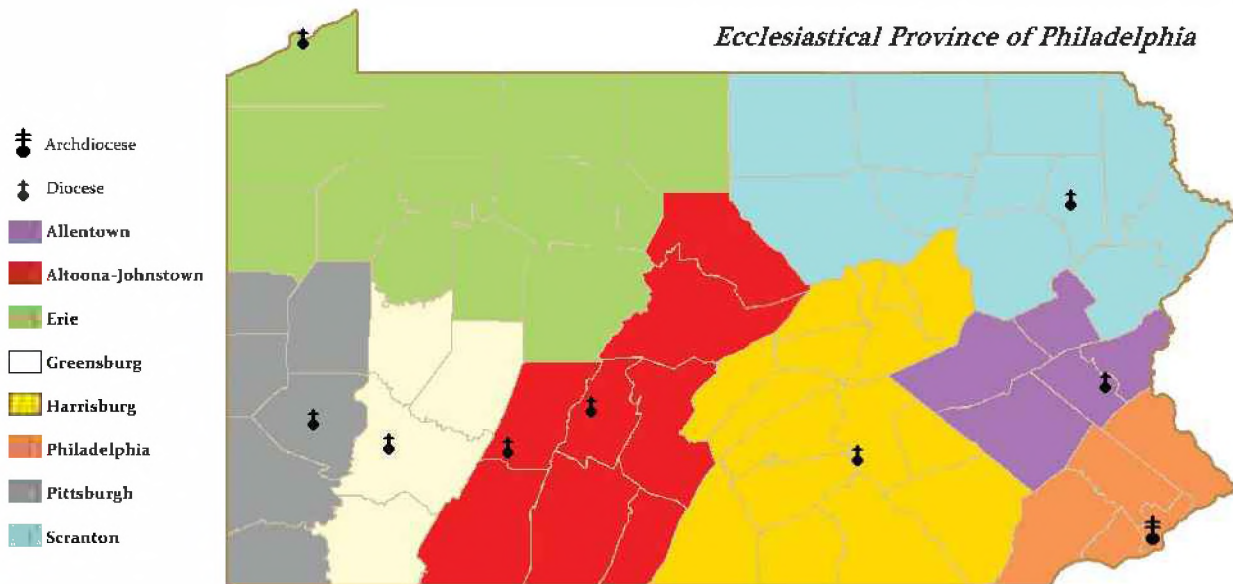 Ecclesiastical Province of Philadelphia
Archdiocese
Diocese
Allentown
Altoona-Johnstown
Erie
Greensburg
Harrisburg
Philadelphia
Pittsburgh
Scranton